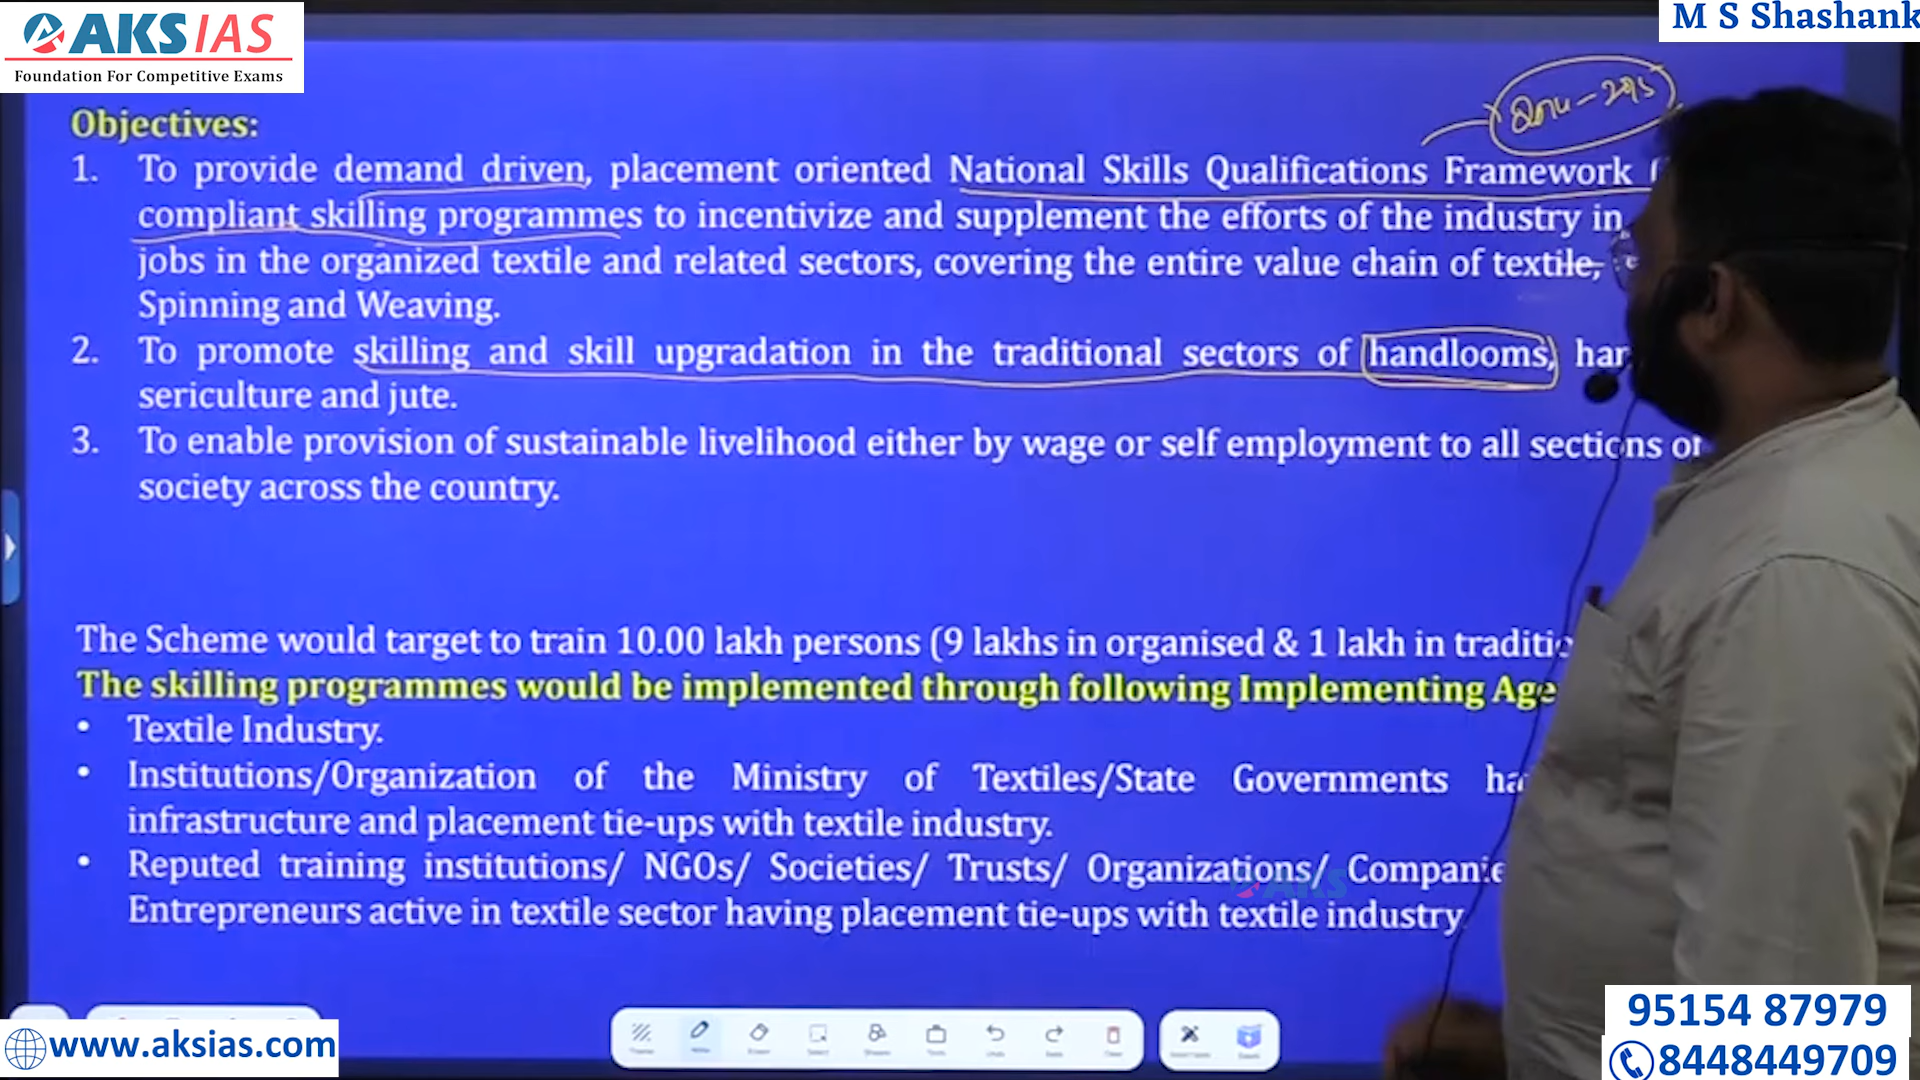 AKS IAS
Foundation For Competitive Exams
M S Shashank
Objectives:
1. To provide demand driven, placement oriented National Skills Qualifications Framework
compliant skilling programmes to incentivize and supplement the efforts of the industry in
jobs in the organized textile and related sectors, covering the entire value chain of textile,
Spinning and Weaving.
2. To promote skilling and skill upgradation in the traditional sectors of handlooms,
sericulture and jute.
3. To enable provision of sustainable livelihood either by wage or self employment to all sections of
society across the country.
The Scheme would target to train 10.00 lakh persons (9 lakhs in organised & 1 lakh in
The skilling programmes would be implemented through following Implementing
• Textile Industry.
• Institutions/Organization of the Ministry of Textiles/State Governments
infrastructure and placement tie-ups with textile industry.
• Reputed training institutions/ NGOs/ Societies/ Trusts/ Organizations/
AKS
Entrepreneurs active in textile sector having placement tie-ups with textile industry
www.aksias.com
95154 87979
8448449709